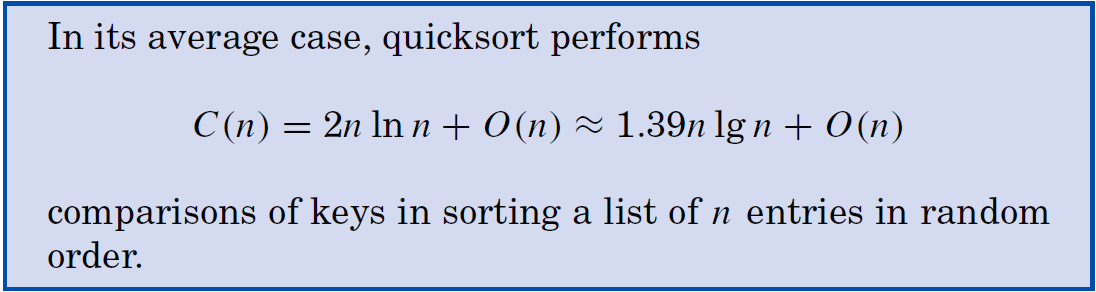 In its average case, quicksort performs
C(n) = 2n ln n + O(n) ≈ 1.39n lg n + O(n)
comparisons of keys in sorting a list of n entries in random
order.